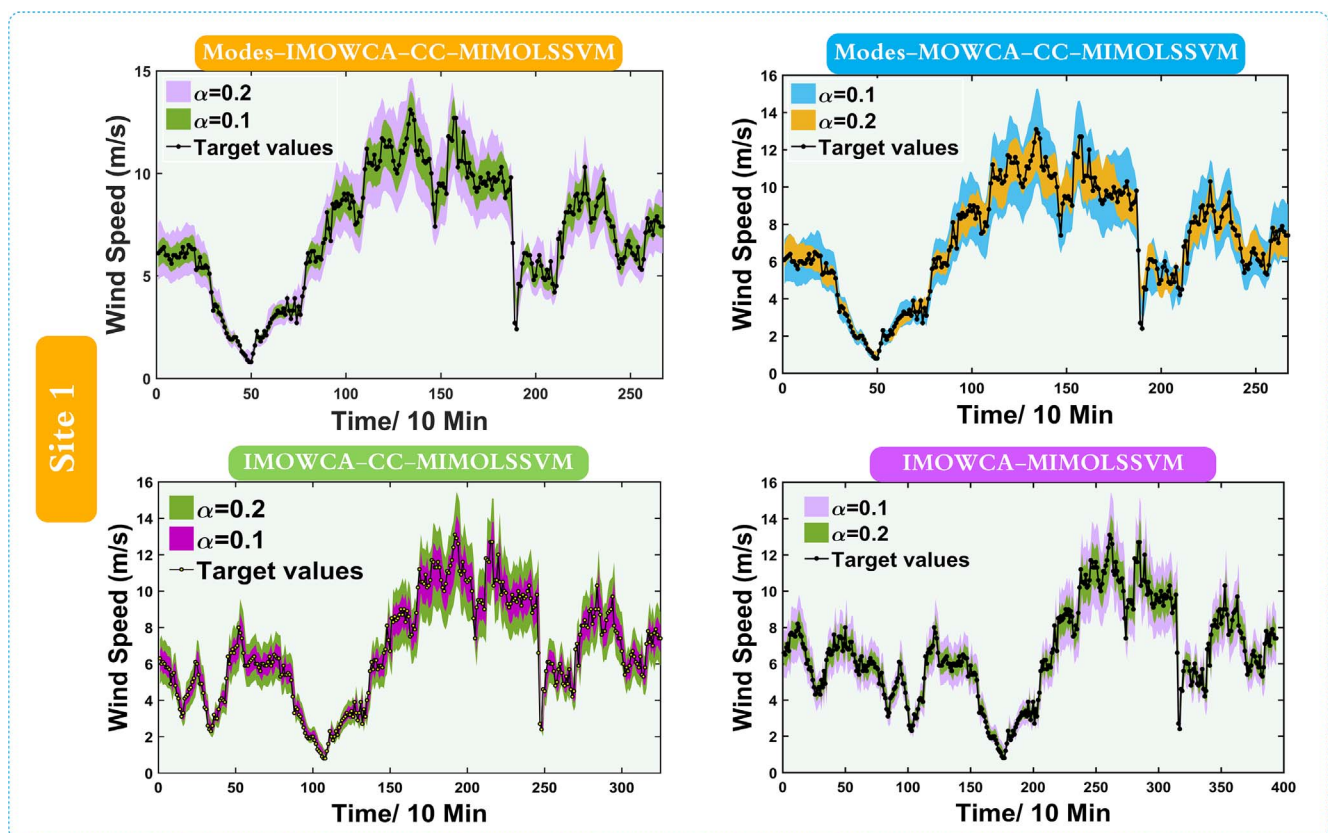 Site 1
Modes–IMOWCA–CC–MIMOLSSVM
15
10
5
0
α=0.2
α=0.1
Target values
Wind Speed (m/s)
0 50 100 150 200 250
Time/ 10 Min
Modes–MOWCA–CC–MIMOLSSVM
16
14
12
10
8
6
4
2
0
α=0.1
α=0.2
Target values
Wind Speed (m/s)
0 50 100 150 200 250
Time/ 10 Min
IMOWCA–CC–MIMOLSSVM
16
14
12
10
8
6
4
2
0
α=0.2
α=0.1
Target values
Wind Speed (m/s)
0 50 100 150 200 250 300
Time/ 10 Min
IMOWCA–MIMOLSSVM
16
14
12
10
8
6
4
2
0
α=0.1
α=0.2
Target values
Wind Speed (m/s)
0 50 100 150 200 250 300 350 400
Time/ 10 Min